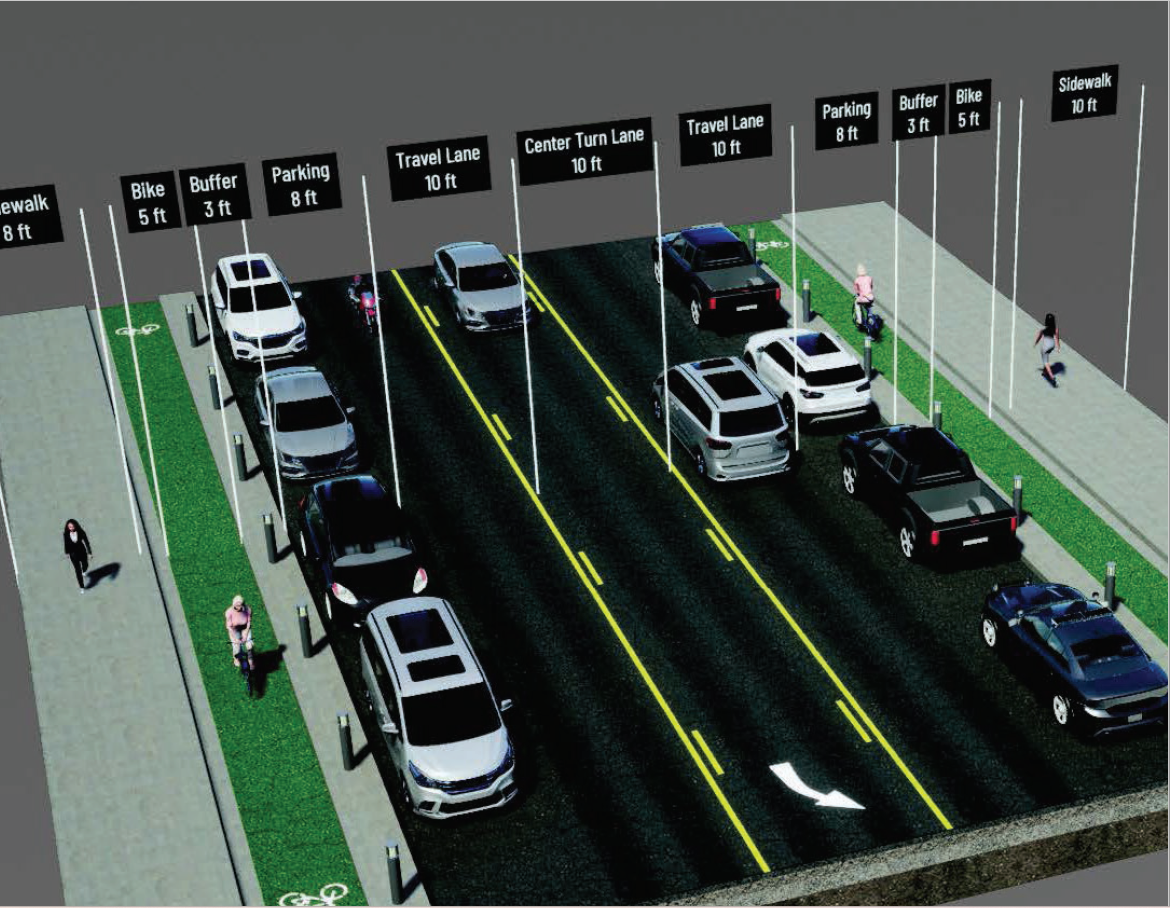 ewalk
8 ft
Bike
5 ft
Buffer
3 ft
Parking
8 ft
Travel Lane
10 ft
Center Turn Lane
10 ft
Travel Lane
10 ft
Parking
8 ft
Buffer
3 ft
Bike
5 ft
Sidewalk
10 ft